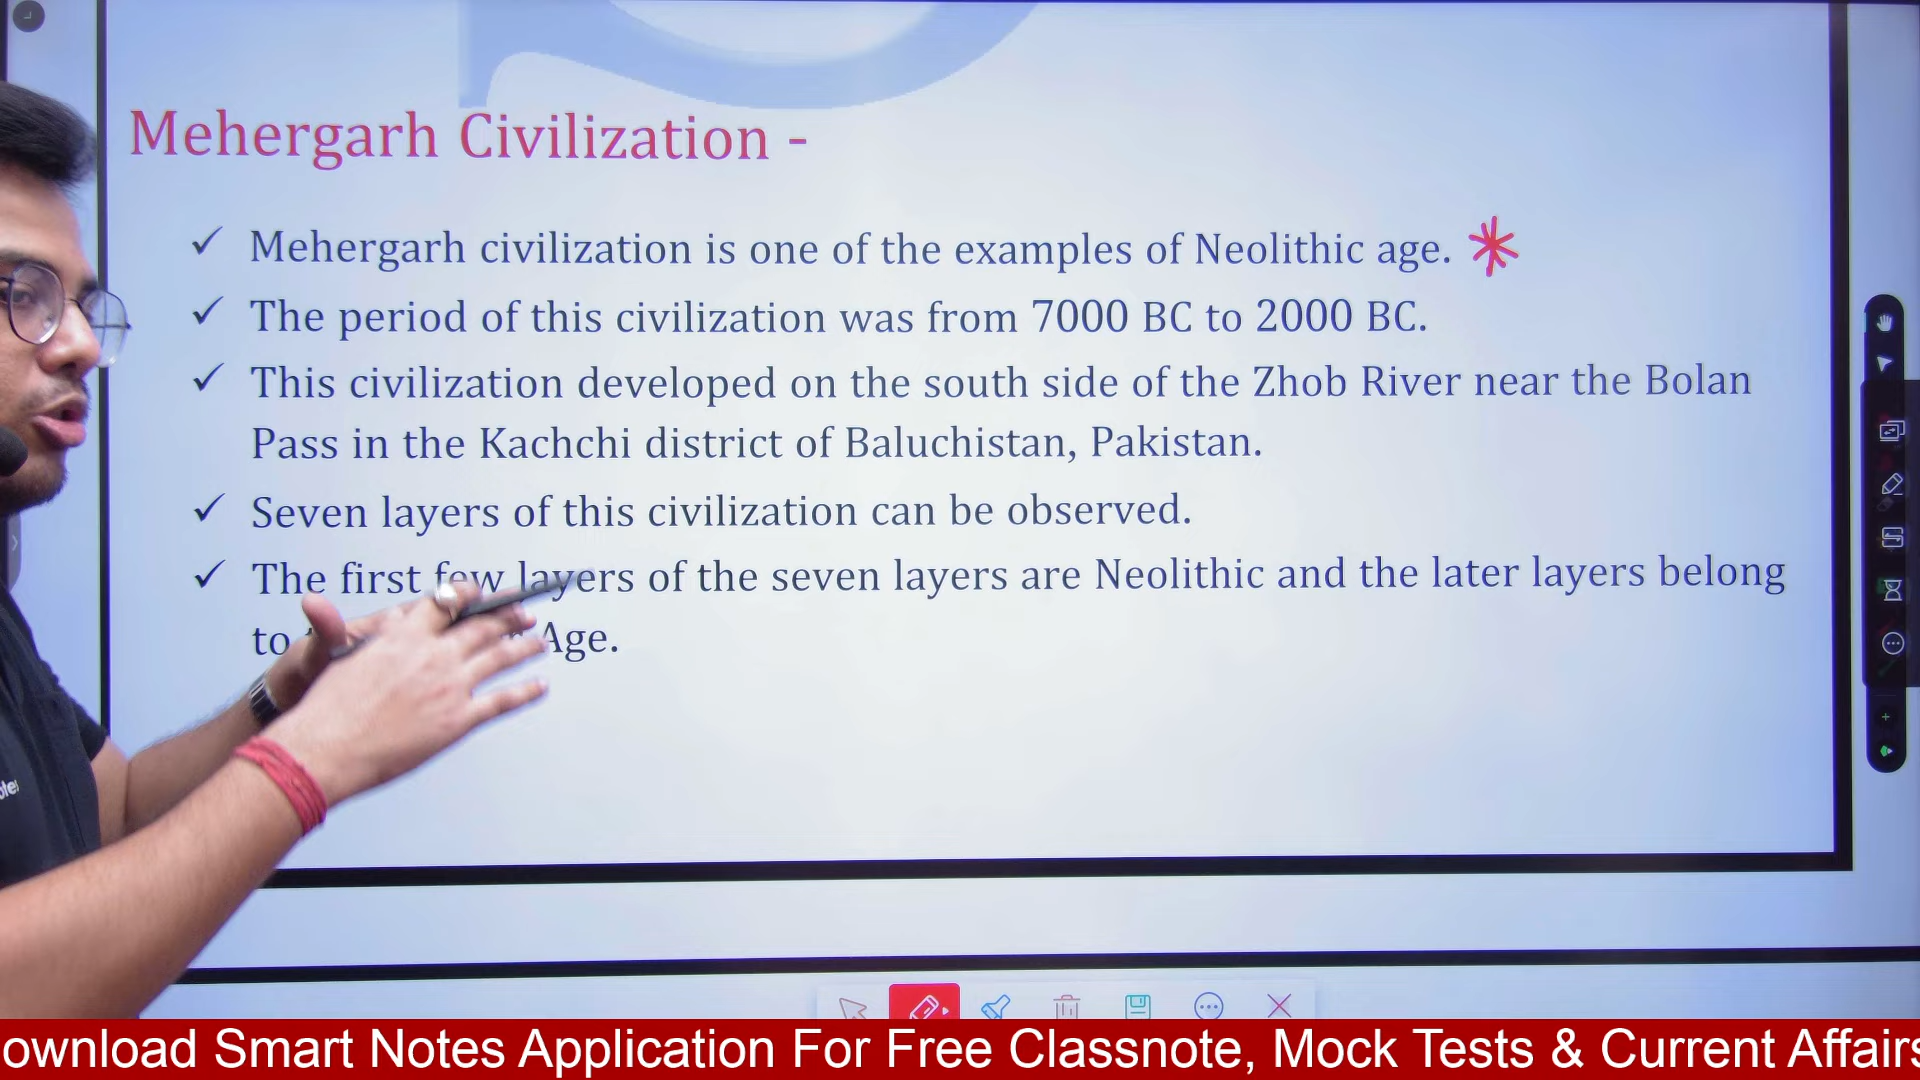 Mehergarh Civilization -
✓ Mehergarh civilization is one of the examples of Neolithic age.
✓ The period of this civilization was from 7000 BC to 2000 BC.
✓ This civilization developed on the south side of the Zhob River near the Bolan
Pass in the Kachchi district of Baluchistan, Pakistan.
✓ Seven layers of this civilization can be observed.
✓ The first few layers of the seven layers are Neolithic and the later layers belong
to Age.
ownload Smart Notes Application For Free Classnote, Mock Tests & Current Affairs